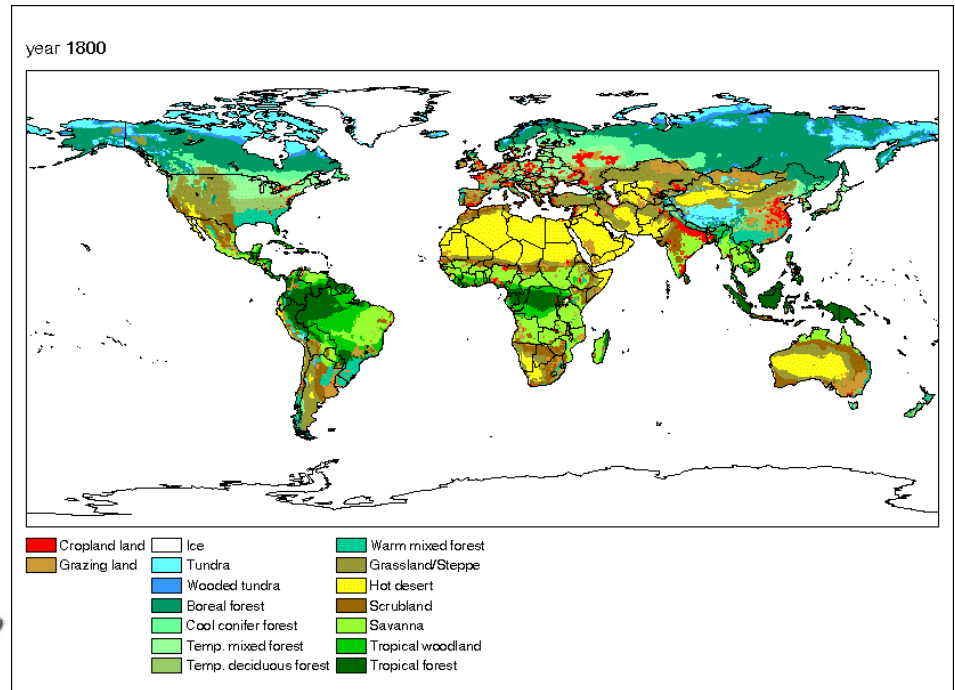 year 1800
Cropland land
Grazing land
Ice
Tundra
Wooded tundra
Boreal forest
Cool conifer forest
Temp. mixed forest
Temp. deciduous forest
Warm mixed forest
Grassland/Steppe
Hot desert
Scrubland
Savanna
Tropical woodland
Tropical forest